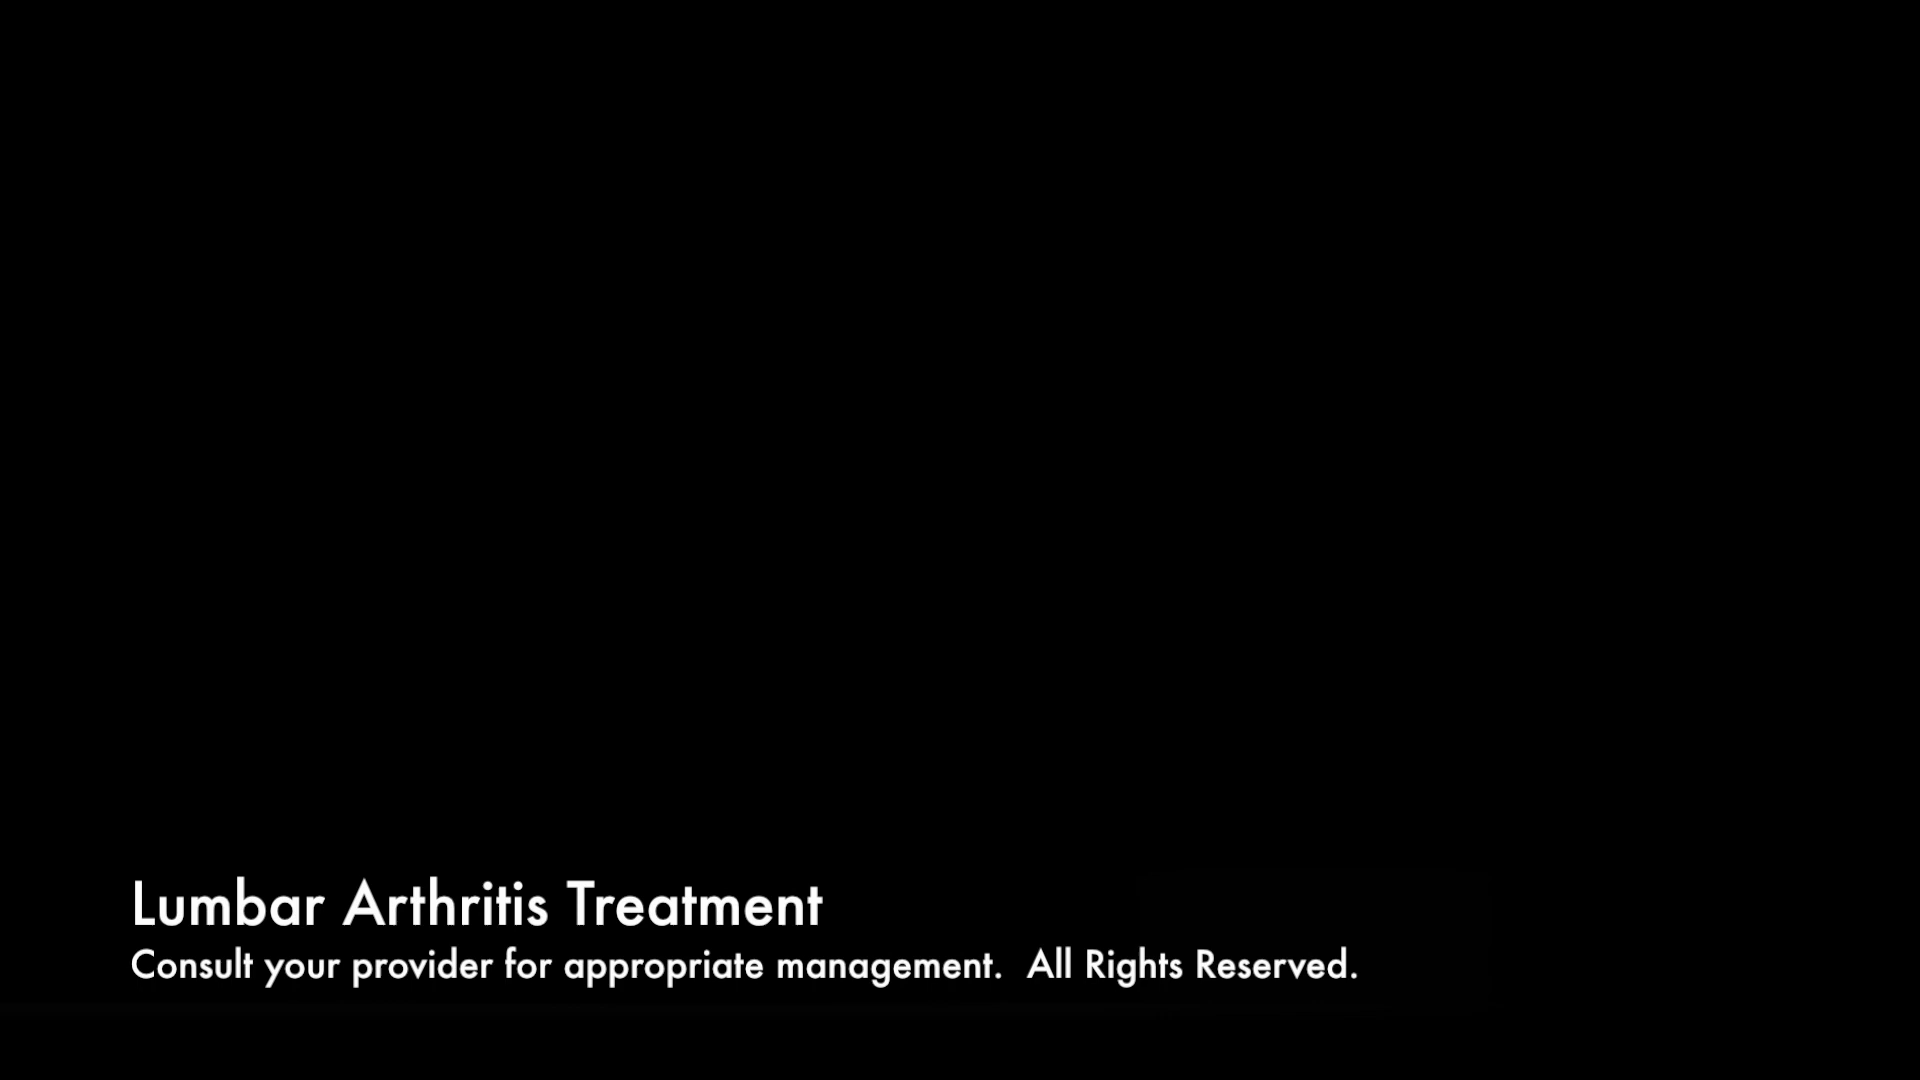 Lumbar Arthritis Treatment
Consult your provider for appropriate management.  All Rights Reserved.